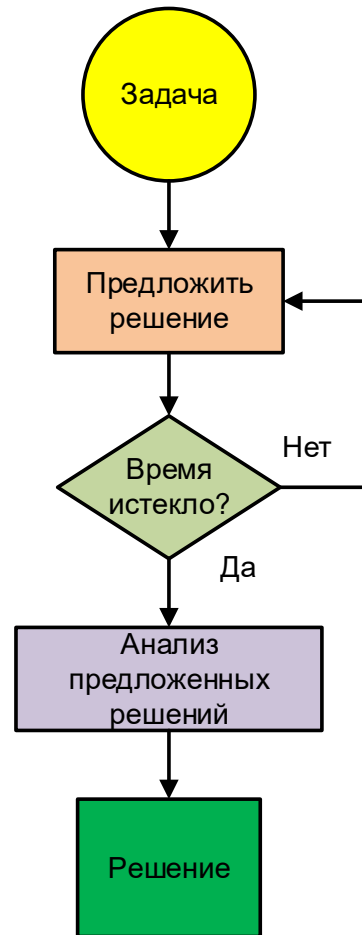 Задача
Предложить
решение
Нет
Время
истекло?
Да
Анализ
предложенных
решений
Решение